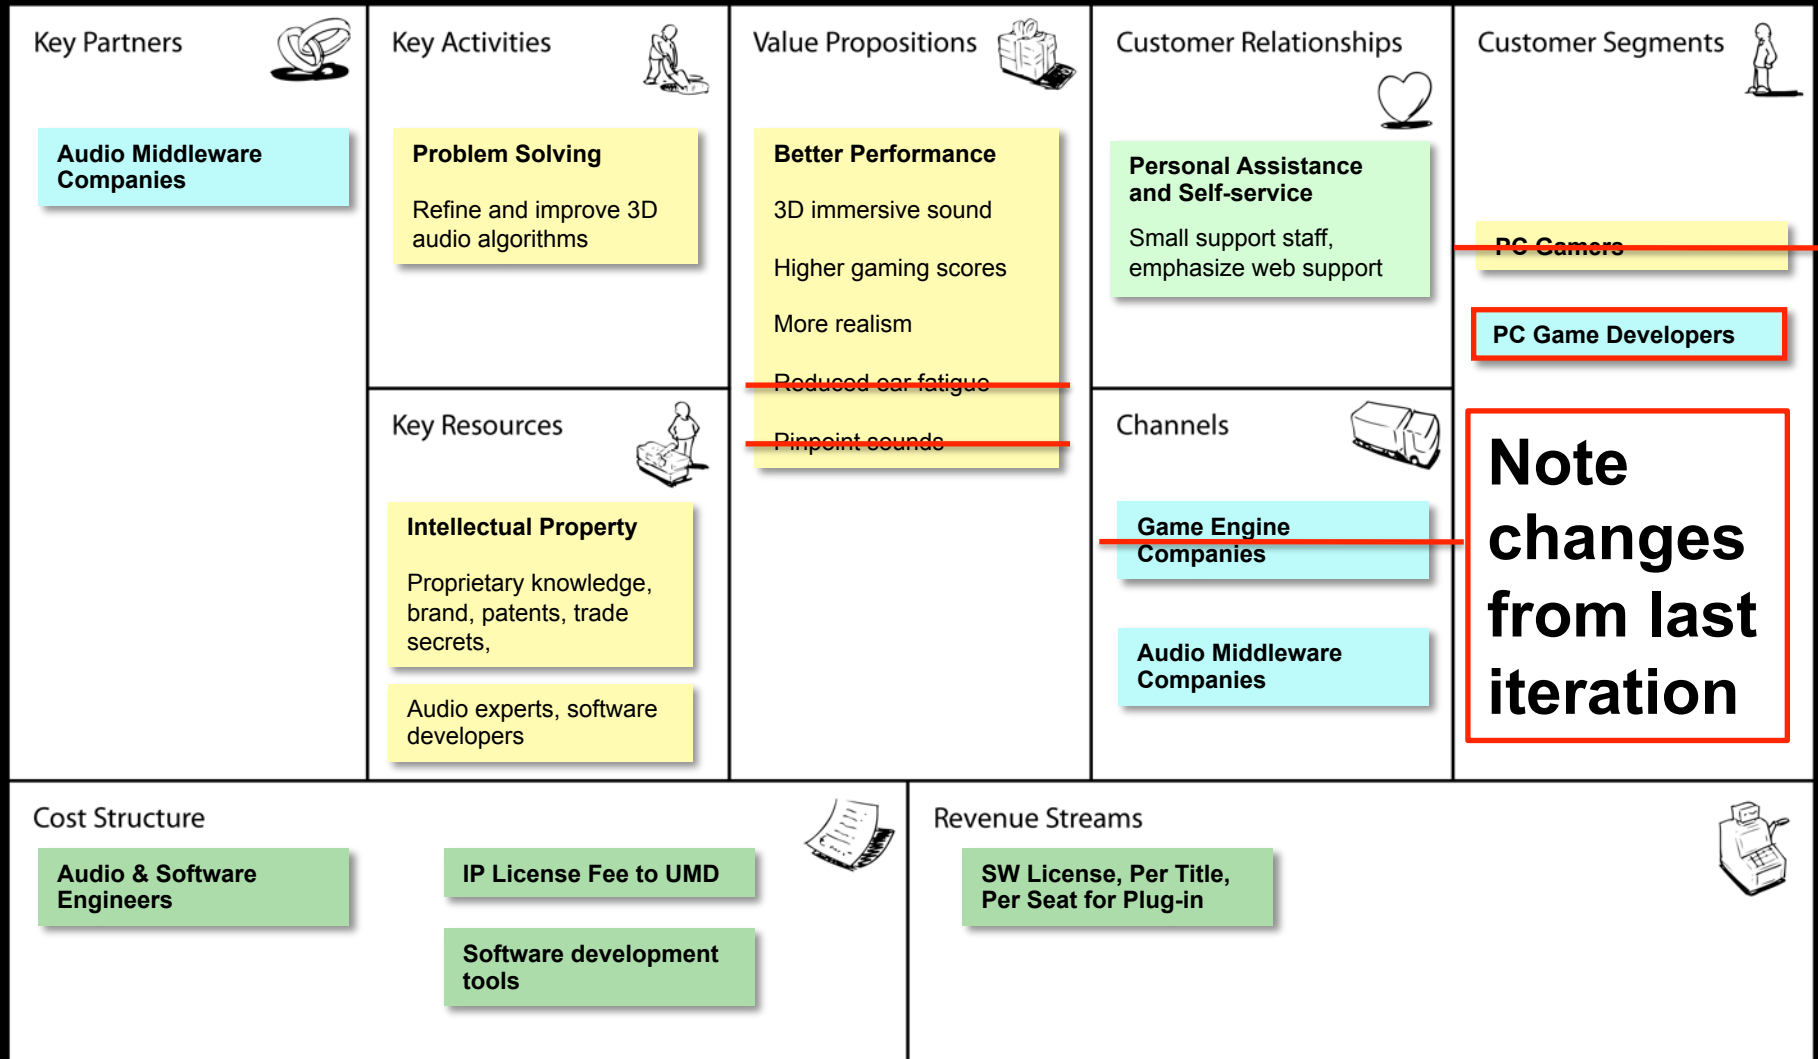 Key Partners
Audio Middleware
Companies
Key Activities
Problem Solving
Refine and improve 3D
audio algorithms
Key Resources
Intellectual Property
Proprietary knowledge,
brand, patents, trade
secrets,
Audio experts, software
developers
Value Propositions
Better Performance
3D immersive sound
Higher gaming scores
More realism
Reduced ear fatigue
Pinpoint sounds
Customer Relationships
Personal Assistance
and Self-service
Small support staff,
emphasize web support
Channels
Game Engine
Companies
Audio Middleware
Companies
Customer Segments
PC Gamers
PC Game Developers
Note
changes
from last
iteration
Cost Structure
Audio & Software
Engineers
IP License Fee to UMD
Software development
tools
Revenue Streams
SW License, Per Title,
Per Seat for Plug-in